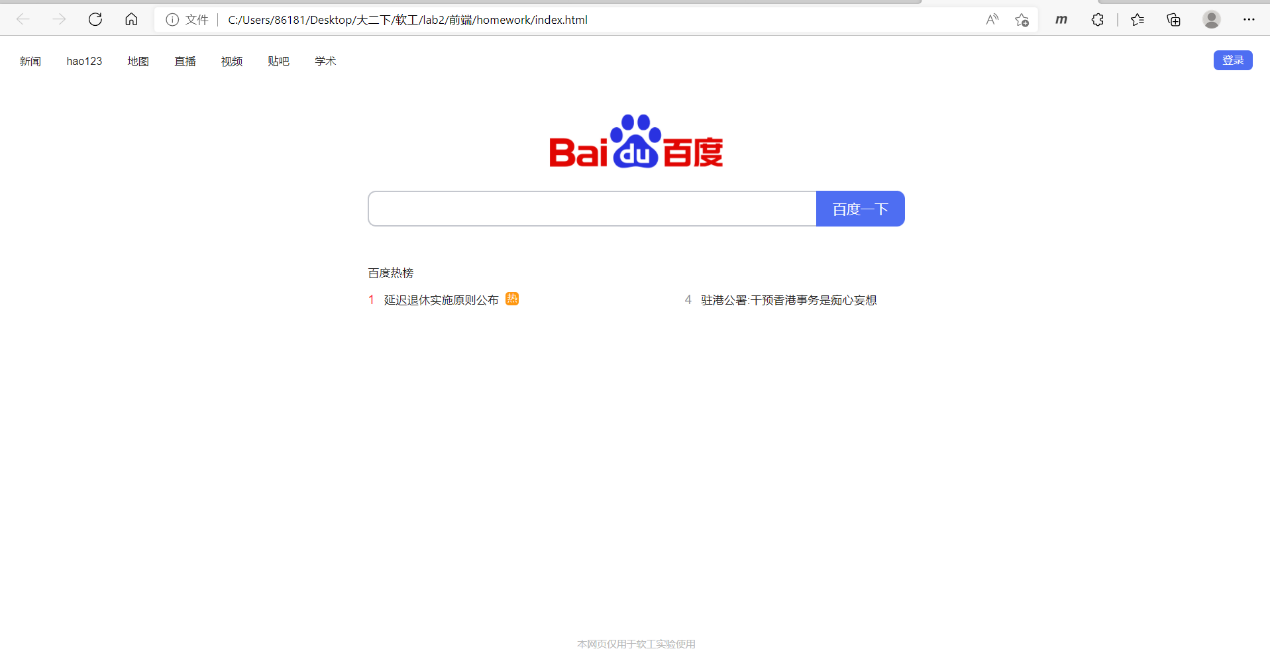 文件 C:/Users/86181/Desktop/大二下/软工/lab2/前端/homework/index.html
新闻 hao123 地图 直播 视频 贴吧 学术 登录
Bai du 百度
百度一下
百度热榜
1 延迟退休实施原则公布 热 4 驻港公署:干预香港事务是痴心妄想
本网页仅用于软工实验使用